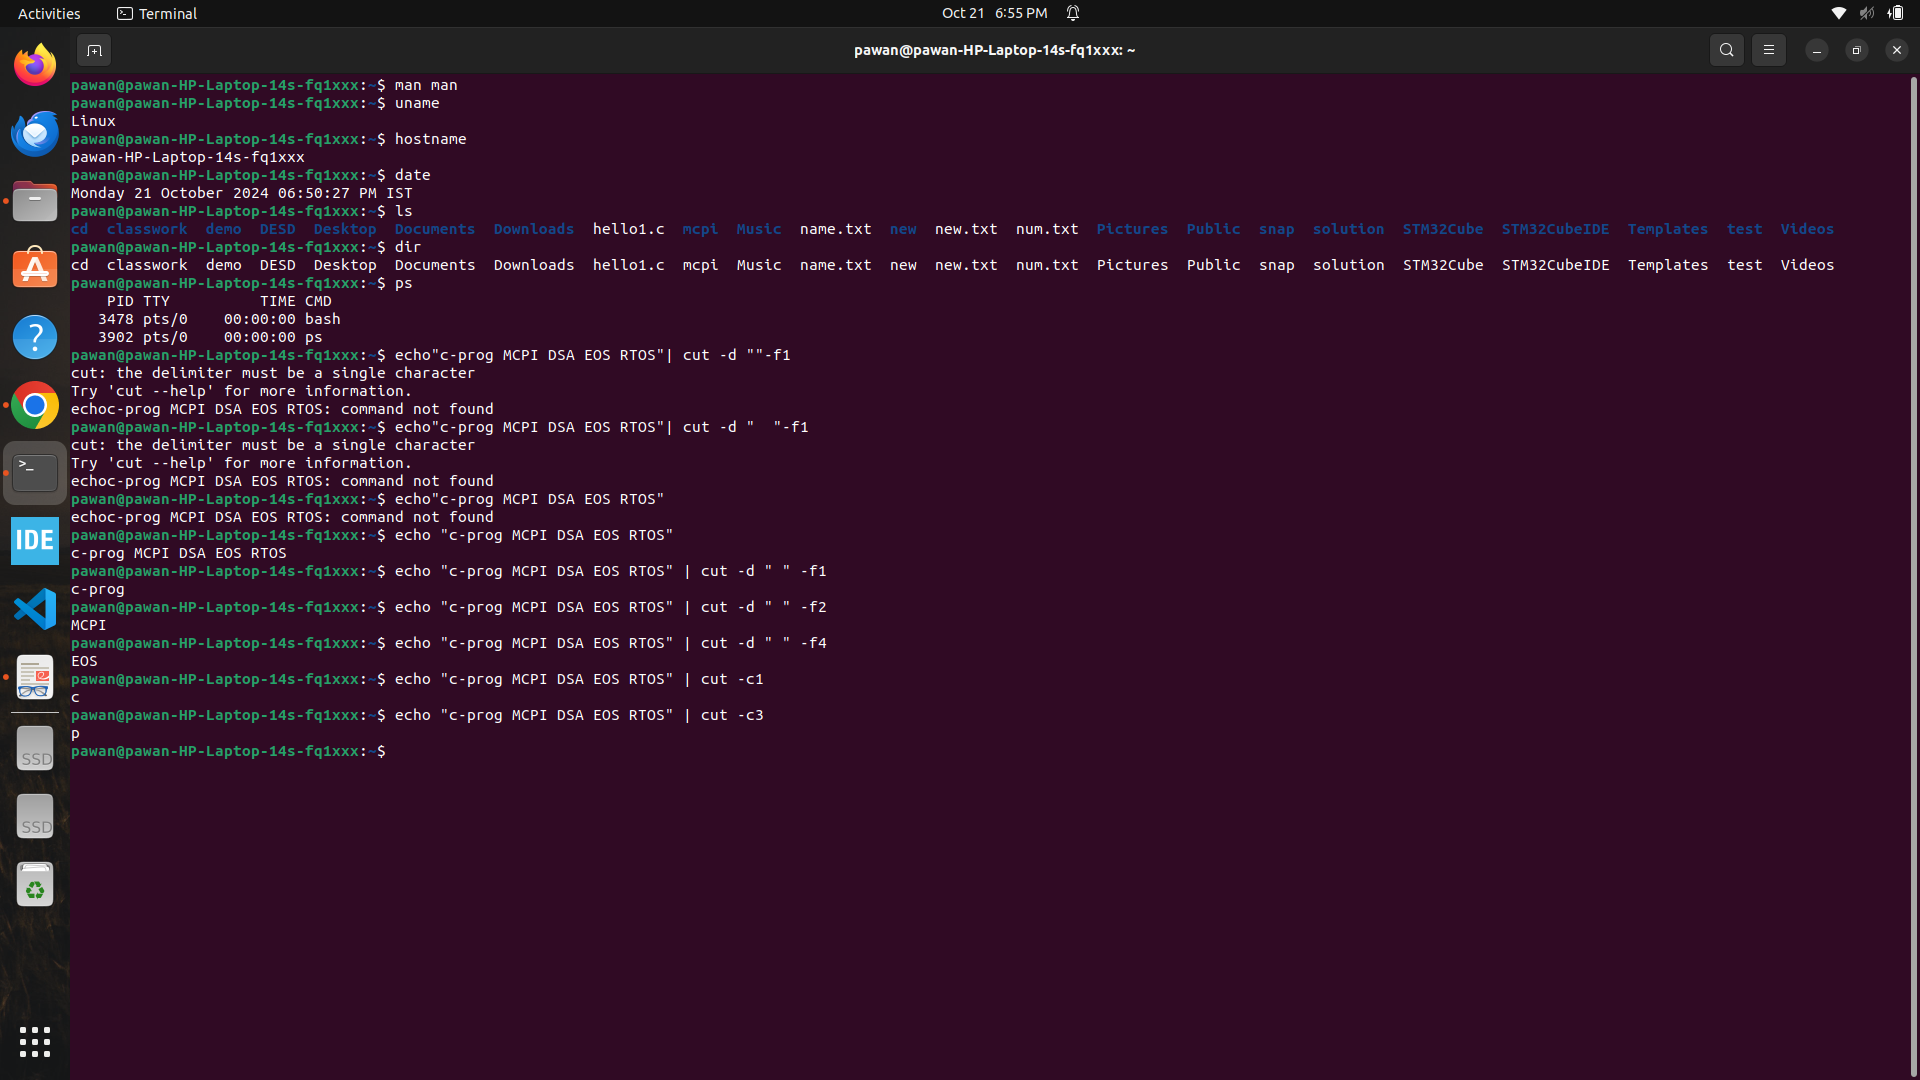 Activities Terminal Oct 21 6:55 PM
pawan@pawan-HP-Laptop-14s-fq1xxx: ~
pawan@pawan-HP-Laptop-14s-fq1xxx:~$ man man
pawan@pawan-HP-Laptop-14s-fq1xxx:~$ uname
Linux
pawan@pawan-HP-Laptop-14s-fq1xxx:~$ hostname
pawan-HP-Laptop-14s-fq1xxx
pawan@pawan-HP-Laptop-14s-fq1xxx:~$ date
Monday 21 October 2024 06:50:27 PM IST
pawan@pawan-HP-Laptop-14s-fq1xxx:~$ ls
cd  classwork  demo  DESD  Desktop  Documents  Downloads  hello1.c  mcpi  Music  name.txt  new  new.txt  num.txt  Pictures  Public  snap  solution  STM32Cube  STM32CubeIDE  Templates  test  Videos
pawan@pawan-HP-Laptop-14s-fq1xxx:~$ dir
cd  classwork  demo  DESD  Desktop  Documents  Downloads  hello1.c  mcpi  Music  name.txt  new  new.txt  num.txt  Pictures  Public  snap  solution  STM32Cube  STM32CubeIDE  Templates  test  Videos
pawan@pawan-HP-Laptop-14s-fq1xxx:~$ ps
    PID TTY          TIME CMD
   3478 pts/0    00:00:00 bash
   3902 pts/0    00:00:00 ps
pawan@pawan-HP-Laptop-14s-fq1xxx:~$ echo"c-prog MCPI DSA EOS RTOS"| cut -d ""-f1
cut: the delimiter must be a single character
Try 'cut --help' for more information.
echoc-prog MCPI DSA EOS RTOS: command not found
pawan@pawan-HP-Laptop-14s-fq1xxx:~$ echo"c-prog MCPI DSA EOS RTOS"| cut -d "  "-f1
cut: the delimiter must be a single character
Try 'cut --help' for more information.
echoc-prog MCPI DSA EOS RTOS: command not found
pawan@pawan-HP-Laptop-14s-fq1xxx:~$ echo"c-prog MCPI DSA EOS RTOS"
echoc-prog MCPI DSA EOS RTOS: command not found
pawan@pawan-HP-Laptop-14s-fq1xxx:~$ echo "c-prog MCPI DSA EOS RTOS"
c-prog MCPI DSA EOS RTOS
pawan@pawan-HP-Laptop-14s-fq1xxx:~$ echo "c-prog MCPI DSA EOS RTOS" | cut -d " " -f1
c-prog
pawan@pawan-HP-Laptop-14s-fq1xxx:~$ echo "c-prog MCPI DSA EOS RTOS" | cut -d " " -f2
MCPI
pawan@pawan-HP-Laptop-14s-fq1xxx:~$ echo "c-prog MCPI DSA EOS RTOS" | cut -d " " -f4
EOS
pawan@pawan-HP-Laptop-14s-fq1xxx:~$ echo "c-prog MCPI DSA EOS RTOS" | cut -c1
c
pawan@pawan-HP-Laptop-14s-fq1xxx:~$ echo "c-prog MCPI DSA EOS RTOS" | cut -c3
p
pawan@pawan-HP-Laptop-14s-fq1xxx:~$
IDE
SSD
SSD